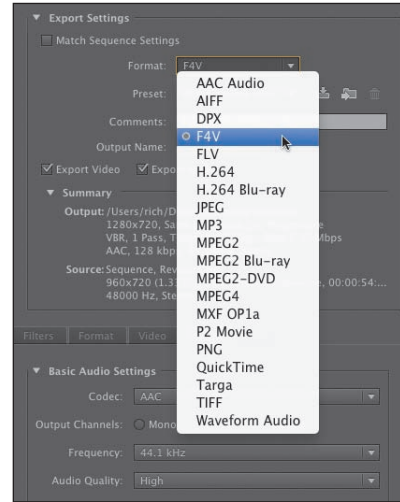 Export Settings
Match Sequence Settings
Format: F4V
Preset:
Comments:
Output Name:
Export Video
Summary
Output: /Users/rich/D
1280x720, Sa
VBR, 1 Pass, T Mbps
AAC, 128 kbp
Source: Sequence, Rev
960x720 (1.3 , 00:00:54:...
48000 Hz, Ste
AAC Audio
AIFF
DPX
F4V
FLV
H.264
H.264 Blu-ray
JPEG
MP3
MPEG2
MPEG2 Blu-ray
MPEG2-DVD
MPEG4
MXF OP1a
P2 Movie
PNG
QuickTime
Targa
TIFF
Waveform Audio
Filters Format Video
Basic Audio Settings
Codec: AAC
Output Channels: Mono
Frequency: 44.1 kHz
Audio Quality: High